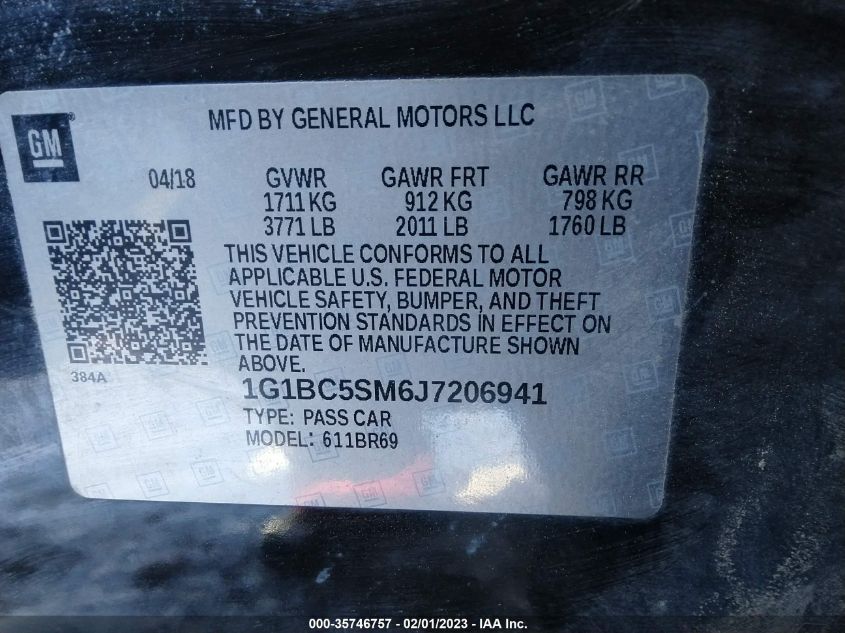 GM
MFD BY GENERAL MOTORS LLC
04/18 GVWR GAWR FRT GAWR RR
1711 KG 912 KG 798 KG
3771 LB 2011 LB 1760 LB
THIS VEHICLE CONFORMS TO ALL
APPLICABLE U.S. FEDERAL MOTOR
VEHICLE SAFETY, BUMPER, AND THEFT
PREVENTION STANDARDS IN EFFECT ON
THE DATE OF MANUFACTURE SHOWN
ABOVE.
384A
1G1BC5SM6J7206941
TYPE: PASS CAR
MODEL: 611BR69
000-35746757 - 02/01/2023 - IAA Inc.